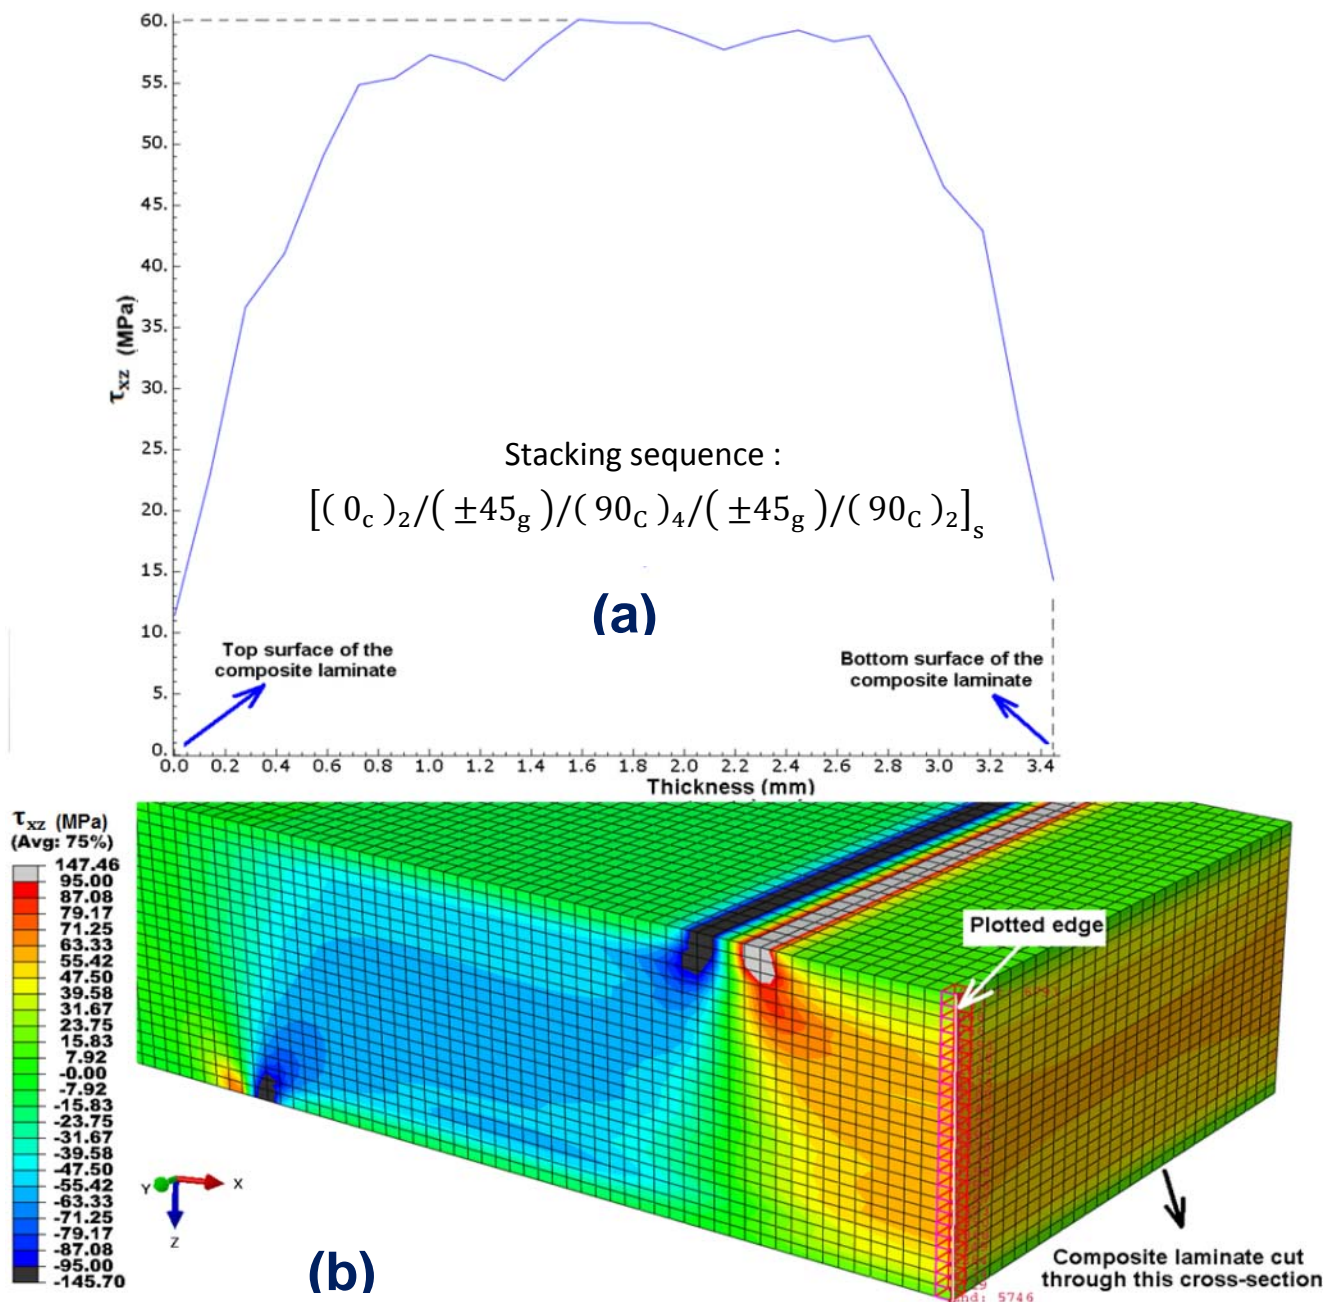 60.
55.
50.
45.
40.
35.
30.
25.
20.
15.
10.
5.
0.
τxz (MPa)
Stacking sequence :
[( 0c )2/( ±45g )/( 90C )4/( ±45g )/( 90C )2]s
(a)
Top surface of the
composite laminate
Bottom surface of the
composite laminate
0.0 0.2 0.4 0.6 0.8 1.0 1.2 1.4 1.6 1.8 2.0 2.2 2.4 2.6 2.8 3.0 3.2 3.4
Thickness (mm)
τxz (MPa)
(Avg: 75%)
147.46
95.00
87.08
79.17
71.25
63.33
55.42
47.50
39.58
31.67
23.75
15.83
7.92
-0.00
-7.92
-15.83
-23.75
-31.67
-39.58
-47.50
-55.42
-63.33
-71.25
-79.17
-87.08
-95.00
-145.70
Plotted edge
Y X
Z
(b)
Composite laminate cut
through this cross-section
nd: 5746